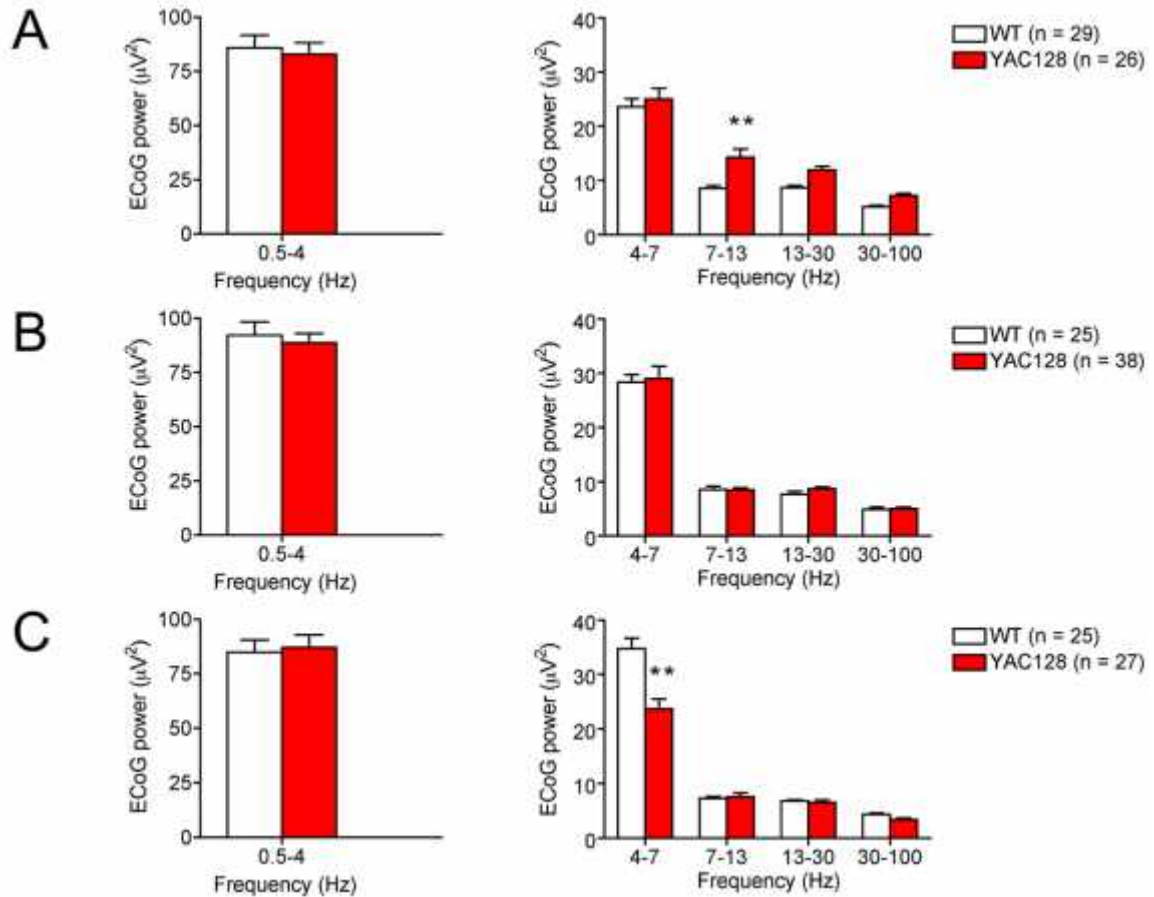 A
ECoG power (µV²)
100
75
50
25
0
0.5-4
Frequency (Hz)
ECoG power (µV²)
40
30
20
10
0
**
4-7 7-13 13-30 30-100
Frequency (Hz)
WT (n = 29)
YAC128 (n = 26)
B
ECoG power (µV²)
100
75
50
25
0
0.5-4
Frequency (Hz)
ECoG power (µV²)
40
30
20
10
0
4-7 7-13 13-30 30-100
Frequency (Hz)
WT (n = 25)
YAC128 (n = 38)
C
ECoG power (µV²)
100
75
50
25
0
0.5-4
Frequency (Hz)
ECoG power (µV²)
40
30
20
10
0
**
4-7 7-13 13-30 30-100
Frequency (Hz)
WT (n = 25)
YAC128 (n = 27)